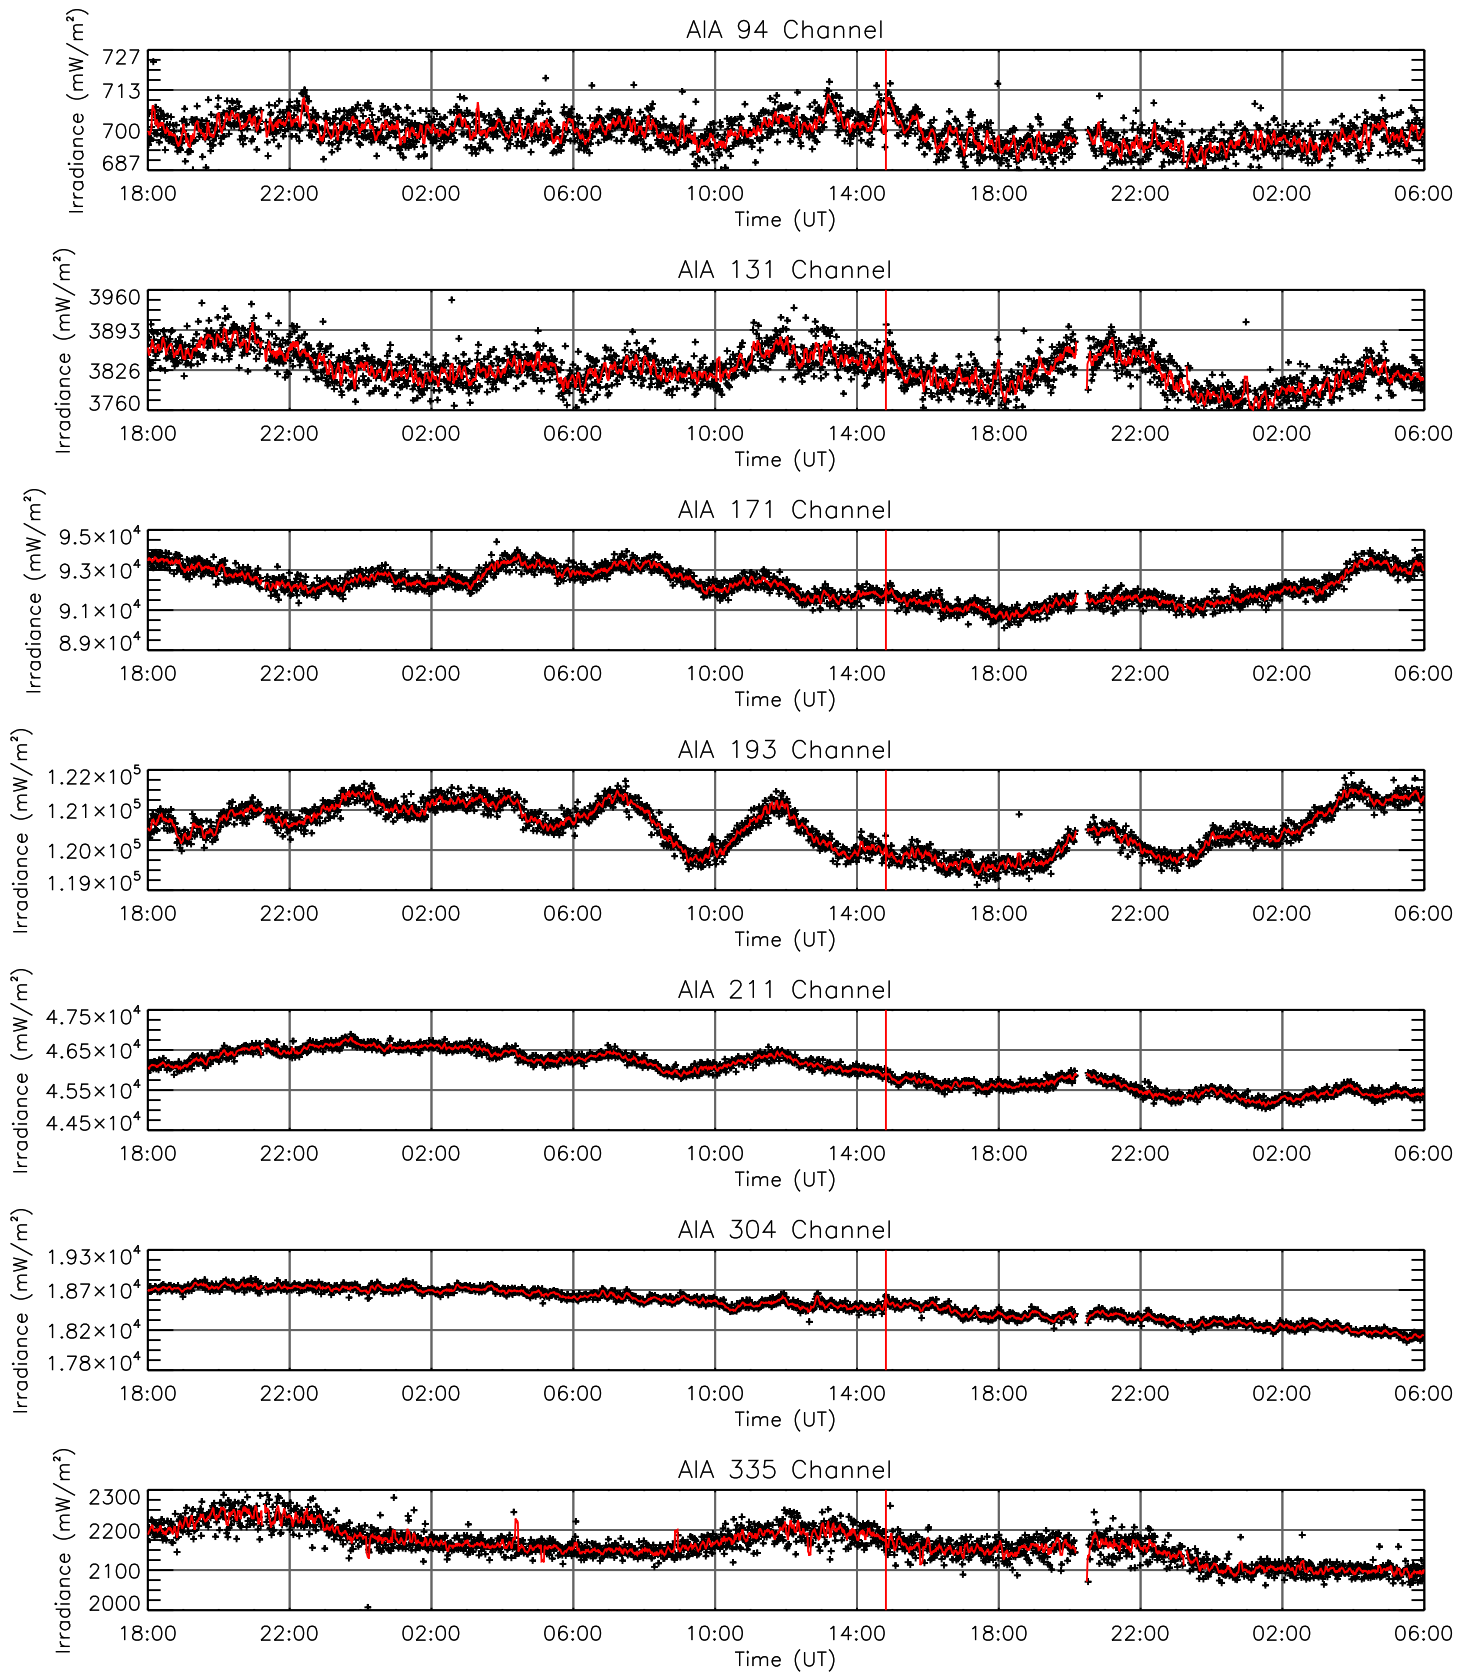 AIA 94 Channel
Irradiance (mW/m²)
727
713
700
687
18:00 22:00 02:00 06:00 10:00 14:00 18:00 22:00 02:00 06:00
Time (UT)
AIA 131 Channel
Irradiance (mW/m²)
3960
3893
3826
3760
18:00 22:00 02:00 06:00 10:00 14:00 18:00 22:00 02:00 06:00
Time (UT)
AIA 171 Channel
Irradiance (mW/m²)
9.5×10⁴
9.3×10⁴
9.1×10⁴
8.9×10⁴
18:00 22:00 02:00 06:00 10:00 14:00 18:00 22:00 02:00 06:00
Time (UT)
AIA 193 Channel
Irradiance (mW/m²)
1.22×10⁵
1.21×10⁵
1.20×10⁵
1.19×10⁵
18:00 22:00 02:00 06:00 10:00 14:00 18:00 22:00 02:00 06:00
Time (UT)
AIA 211 Channel
Irradiance (mW/m²)
4.75×10⁴
4.65×10⁴
4.55×10⁴
4.45×10⁴
18:00 22:00 02:00 06:00 10:00 14:00 18:00 22:00 02:00 06:00
Time (UT)
AIA 304 Channel
Irradiance (mW/m²)
1.93×10⁴
1.87×10⁴
1.82×10⁴
1.78×10⁴
18:00 22:00 02:00 06:00 10:00 14:00 18:00 22:00 02:00 06:00
Time (UT)
AIA 335 Channel
Irradiance (mW/m²)
2300
2200
2100
2000
18:00 22:00 02:00 06:00 10:00 14:00 18:00 22:00 02:00 06:00
Time (UT)